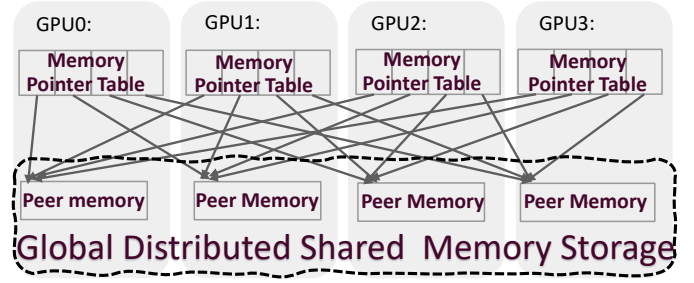 GPU0: GPU1: GPU2: GPU3:
Memory Pointer Table
Memory Pointer Table
Memory Pointer Table
Memory Pointer Table
Peer memory Peer Memory Peer Memory Peer Memory
Global Distributed Shared Memory Storage